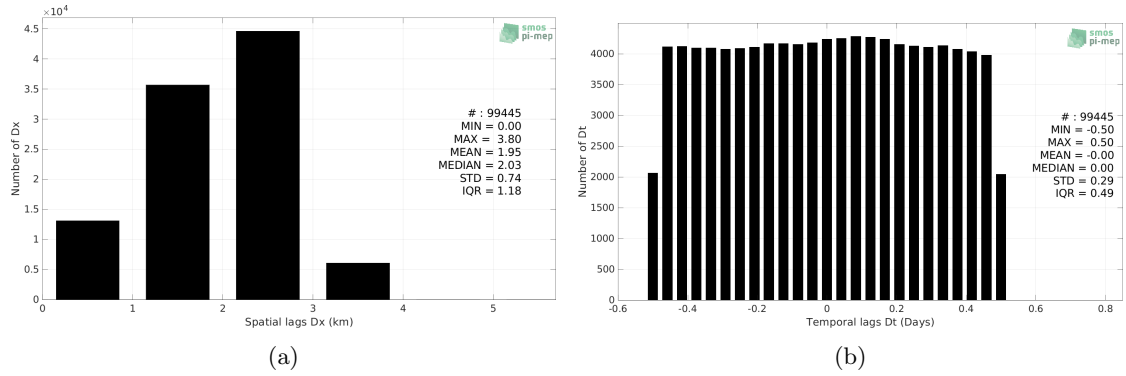 ×10⁴
4.5
4
3.5
3
2.5
2
1.5
1
0.5
0
Number of Dx
0 1 2 3 4 5
Spatial lags Dx (km)
smos
pi-mep
# : 99445
MIN = 0.00
MAX = 3.80
MEAN = 1.95
MEDIAN = 2.03
STD = 0.74
IQR = 1.18
(a)
4500
4000
3500
3000
2500
2000
1500
1000
500
0
Number of Dt
-0.6 -0.4 -0.2 0 0.2 0.4 0.6 0.8
Temporal lags Dt (Days)
smos
pi-mep
# : 99445
MIN = -0.50
MAX = 0.50
MEAN = -0.00
MEDIAN = 0.00
STD = 0.29
IQR = 0.49
(b)